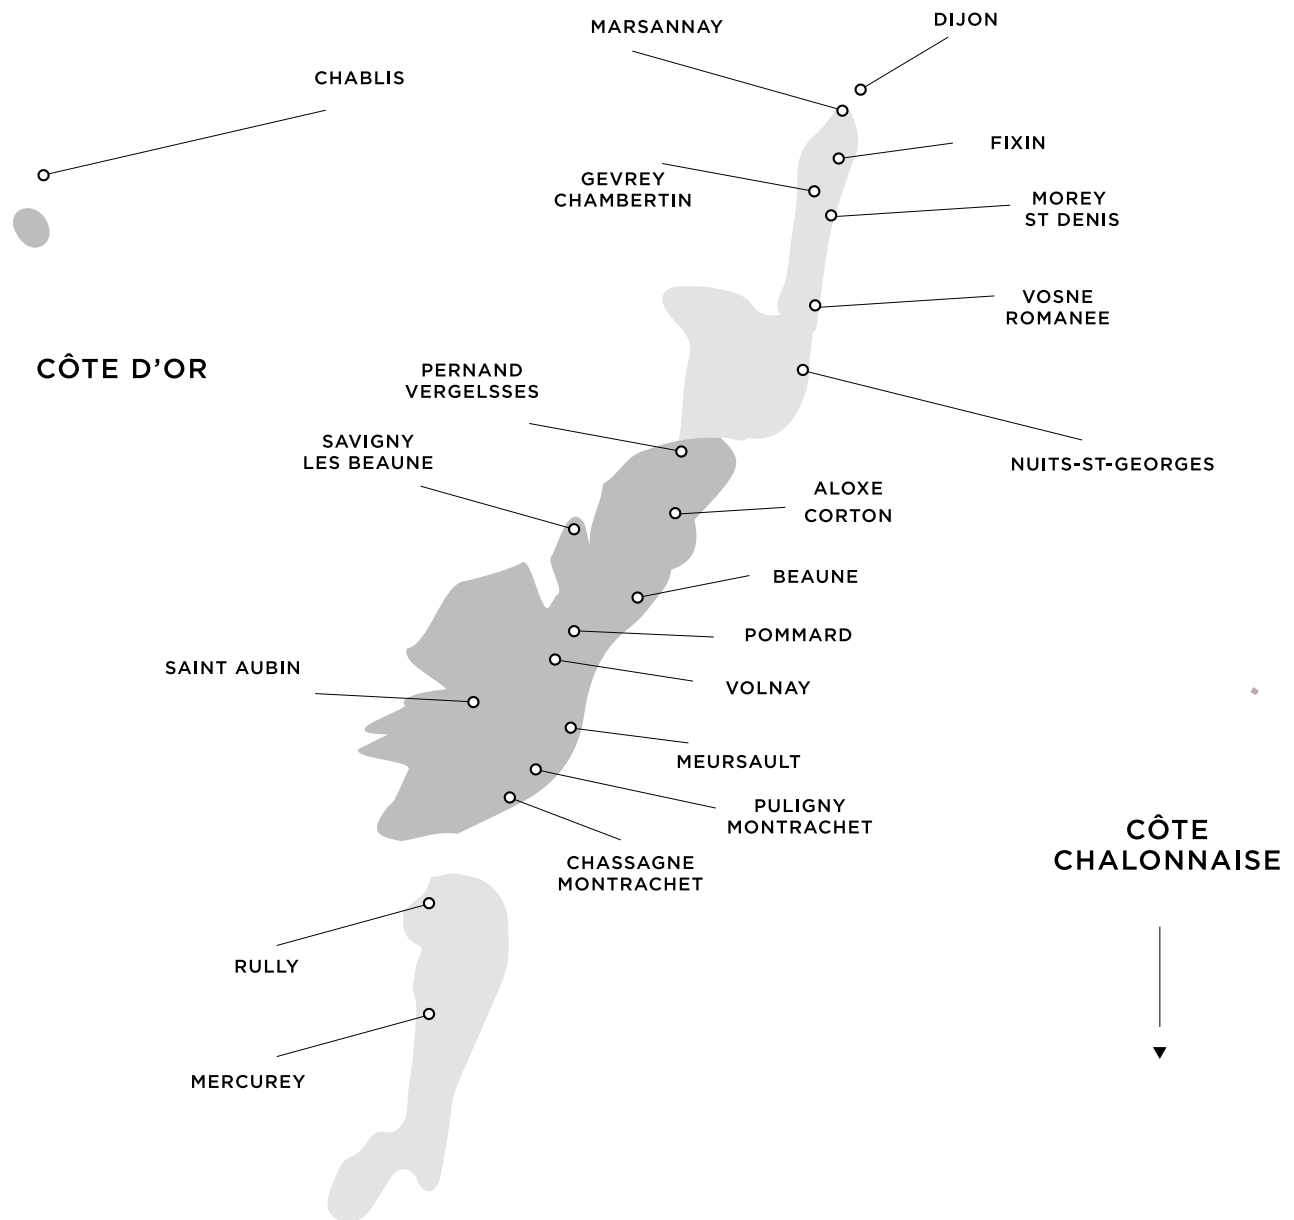 DIJON
MARSANNAY
CHABLIS
FIXIN
GEVREY
CHAMBERTIN
MOREY
ST DENIS
VOSNE
ROMANEE
CÔTE D’OR
PERNAND
VERGELSSES
SAVIGNY
LES BEAUNE
NUITS-ST-GEORGES
ALOXE
CORTON
BEAUNE
POMMARD
SAINT AUBIN
VOLNAY
MEURSAULT
PULIGNY
MONTRACHET
CÔTE
CHALONNAISE
CHASSAGNE
MONTRACHET
RULLY
MERCUREY